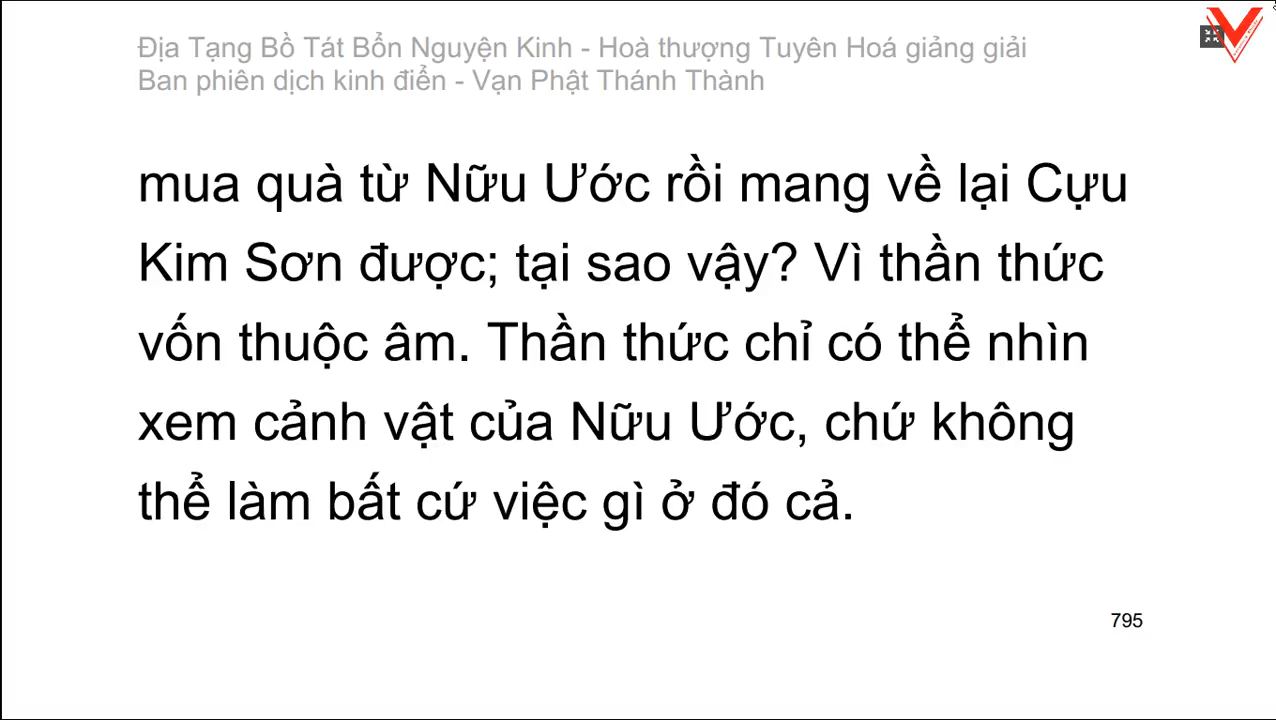 Địa Tạng Bồ Tát Bổn Nguyện Kinh - Hoà thượng Tuyên Hoá giảng giải
Ban phiên dịch kinh điển - Vạn Phật Thánh Thành
mua quà từ Nữu Ước rồi mang về lại Cựu
Kim Sơn được; tại sao vậy? Vì thần thức
vốn thuộc âm. Thần thức chỉ có thể nhìn
xem cảnh vật của Nữu Ước, chứ không
thể làm bất cứ việc gì ở đó cả.
795